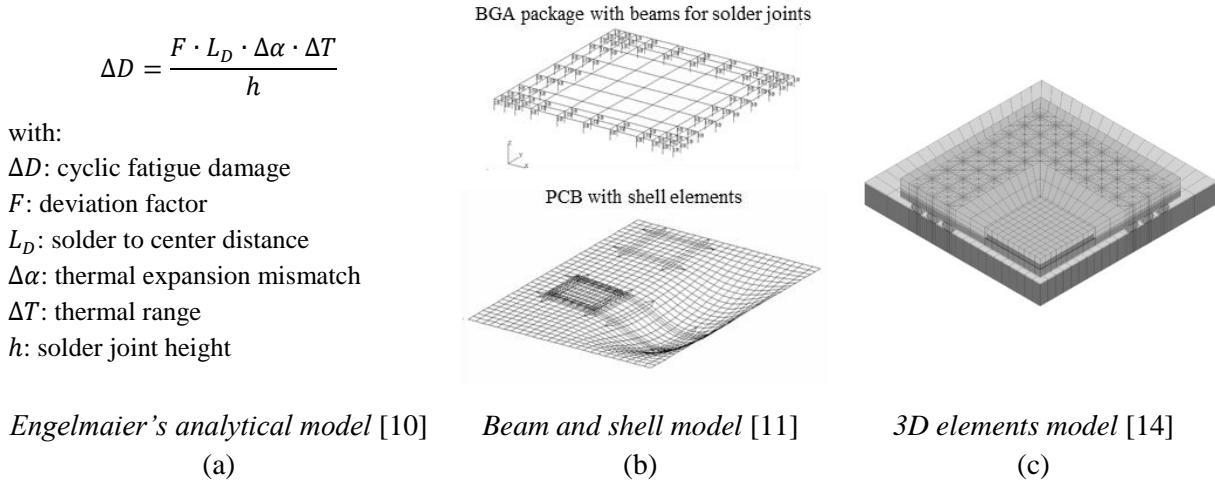 ΔD = (F · L_D · Δα · ΔT) / h
with:
ΔD: cyclic fatigue damage
F: deviation factor
L_D: solder to center distance
Δα: thermal expansion mismatch
ΔT: thermal range
h: solder joint height
Engelmaier's analytical model [10]
(a)
BGA package with beams for solder joints
z
y
x
PCB with shell elements
Beam and shell model [11]
(b)
3D elements model [14]
(c)